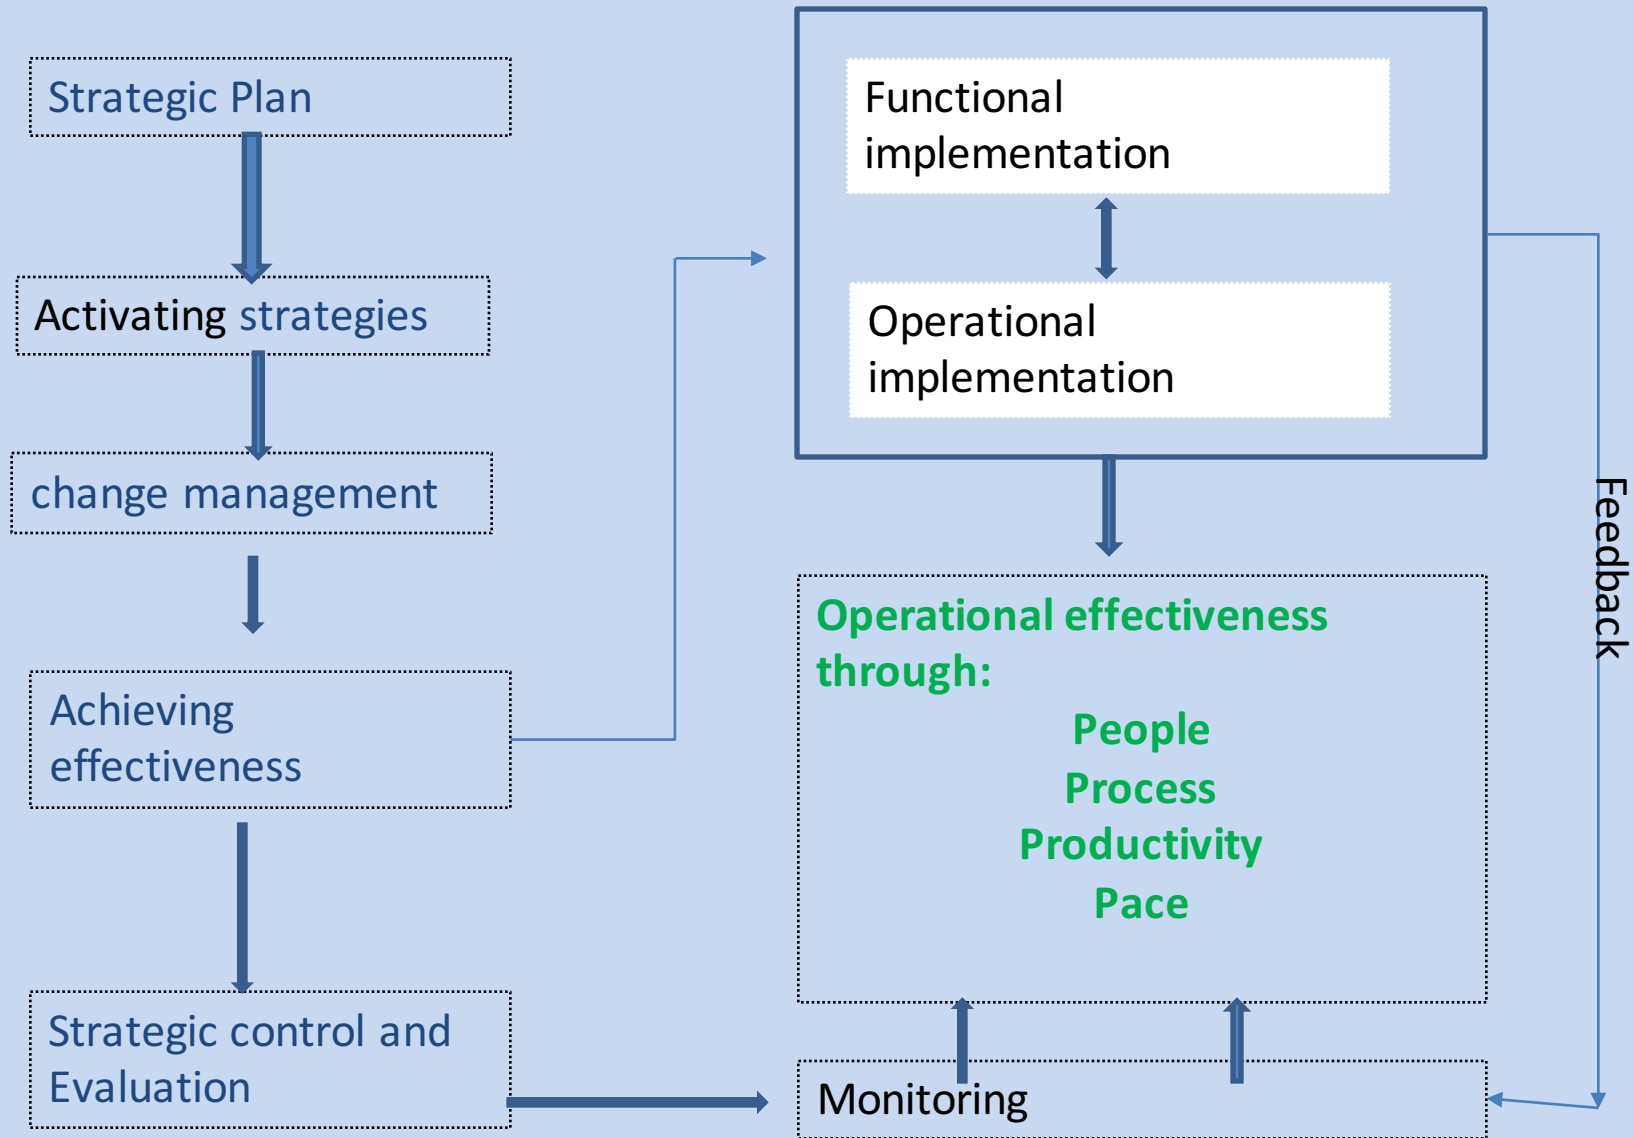 Strategic Plan
Activating strategies
change management
Achieving
effectiveness
Strategic control and
Evaluation
Functional
implementation
Operational
implementation
Operational effectiveness
through:
People
Process
Productivity
Pace
Monitoring
Feedback